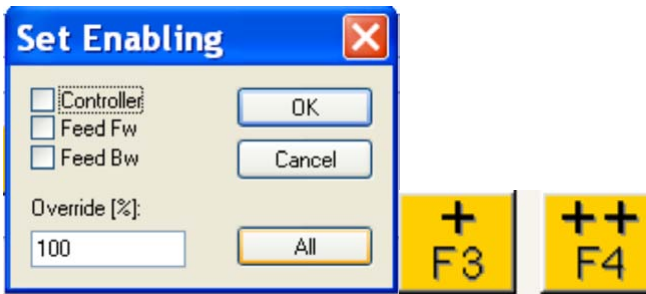 Set Enabling
Controller
OK
Feed Fw
Feed Bw
Cancel
Override [%]:
100
All
+
F3
++
F4